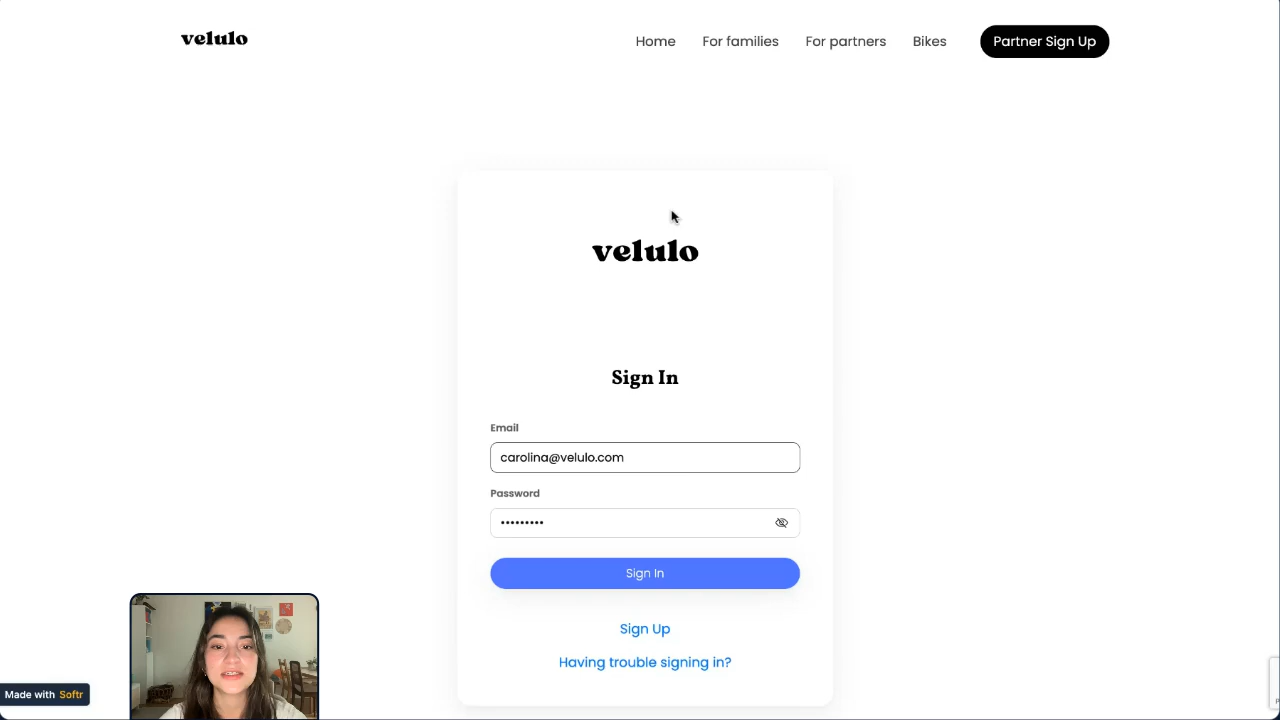 velulo
Home
For families
For partners
Bikes
Partner Sign Up
velulo
Sign In
Email
carolina@velulo.com
Password
•••••••••
Sign In
Sign Up
Having trouble signing in?
Made with Softr